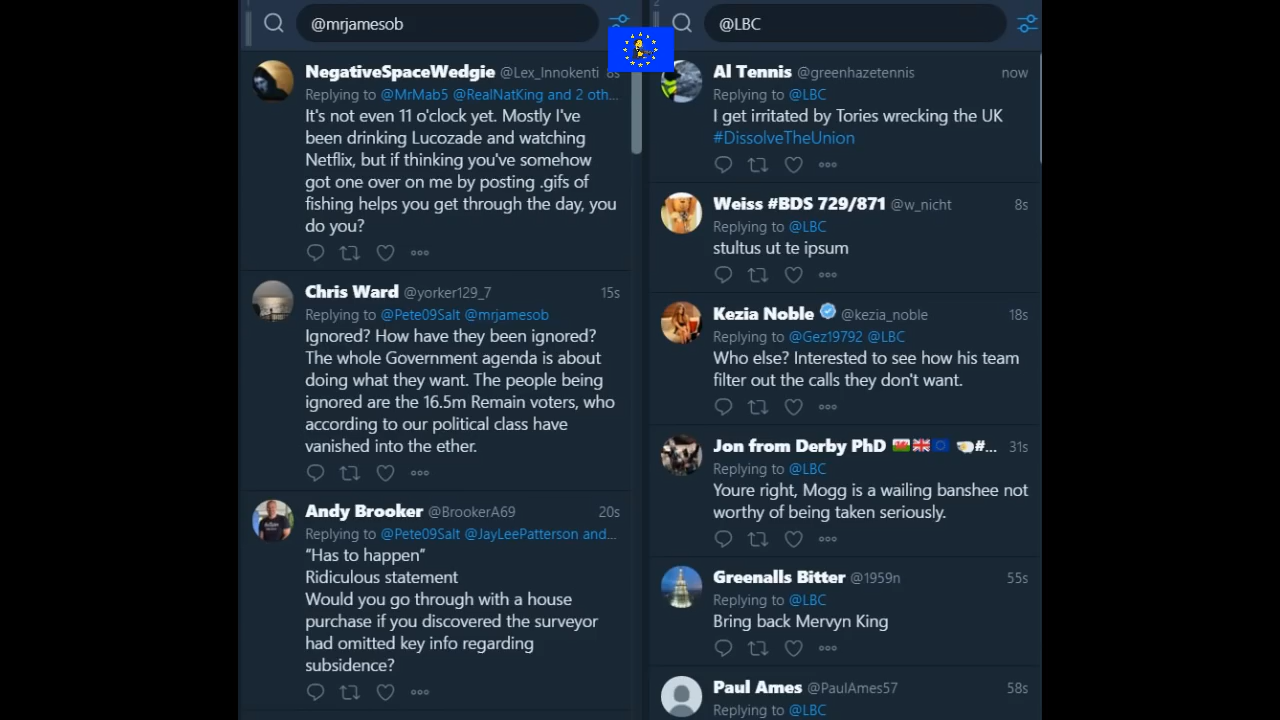 @mrjamesob
NegativeSpaceWedgie @Lex_Innokenti 8s
Replying to @MrMab5 @RealNatKing and 2 oth...
It's not even 11 o'clock yet. Mostly I've
been drinking Lucozade and watching
Netflix, but if thinking you've somehow
got one over on me by posting .gifs of
fishing helps you get through the day, you
do you?
Chris Ward @yorker129_7 15s
Replying to @Pete09Salt @mrjamesob
Ignored? How have they been ignored?
The whole Government agenda is about
doing what they want. The people being
ignored are the 16.5m Remain voters, who
according to our political class have
vanished into the ether.
Andy Brooker @BrookerA69 20s
Replying to @Pete09Salt @JayLeePatterson and...
“Has to happen”
Ridiculous statement
Would you go through with a house
purchase if you discovered the surveyor
had omitted key info regarding
subsidence?
2
@LBC
Al Tennis @greenhazetennis now
Replying to @LBC
I get irritated by Tories wrecking the UK
#DissolveTheUnion
Weiss #BDS 729/871 @w_nicht 8s
Replying to @LBC
stultus ut te ipsum
Kezia Noble @kezia_noble 18s
Replying to @Gez19792 @LBC
Who else? Interested to see how his team
filter out the calls they don't want.
Jon from Derby PhD #... 31s
Replying to @LBC
Youre right, Mogg is a wailing banshee not
worthy of being taken seriously.
Greenalls Bitter @1959n 55s
Replying to @LBC
Bring back Mervyn King
Paul Ames @PaulAmes57 58s
Replying to @LBC